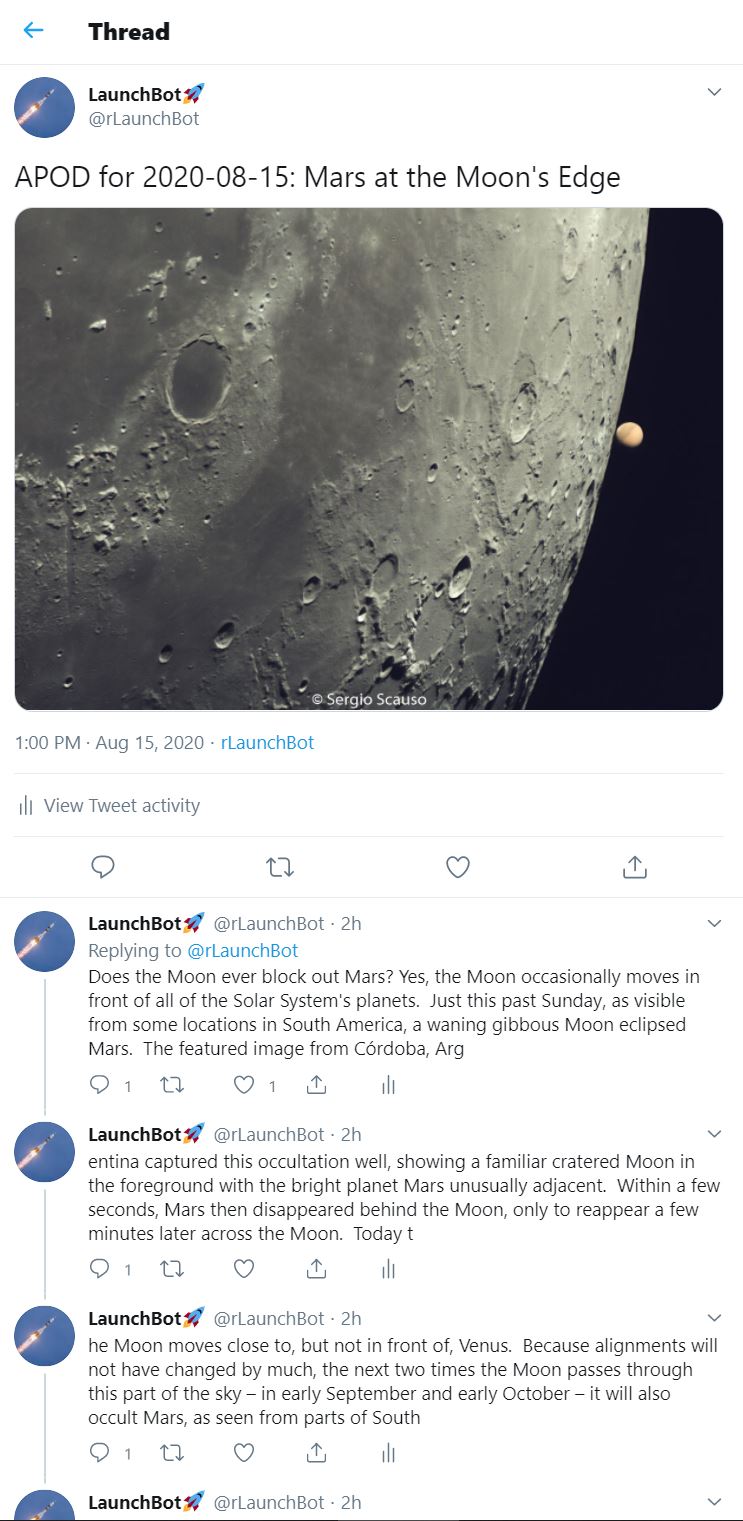 Thread
LaunchBot🚀
@rLaunchBot
APOD for 2020-08-15: Mars at the Moon's Edge
© Sergio Scauso
1:00 PM · Aug 15, 2020 · rLaunchBot
View Tweet activity
LaunchBot🚀 @rLaunchBot · 2h
Replying to @rLaunchBot
Does the Moon ever block out Mars? Yes, the Moon occasionally moves in
front of all of the Solar System's planets.  Just this past Sunday, as visible
from some locations in South America, a waning gibbous Moon eclipsed
Mars.  The featured image from Córdoba, Arg
1 1
LaunchBot🚀 @rLaunchBot · 2h
entina captured this occultation well, showing a familiar cratered Moon in
the foreground with the bright planet Mars unusually adjacent.  Within a few
seconds, Mars then disappeared behind the Moon, only to reappear a few
minutes later across the Moon.  Today t
1
LaunchBot🚀 @rLaunchBot · 2h
he Moon moves close to, but not in front of, Venus.  Because alignments will
not have changed by much, the next two times the Moon passes through
this part of the sky – in early September and early October – it will also
occult Mars, as seen from parts of South
1
LaunchBot🚀 @rLaunchBot · 2h